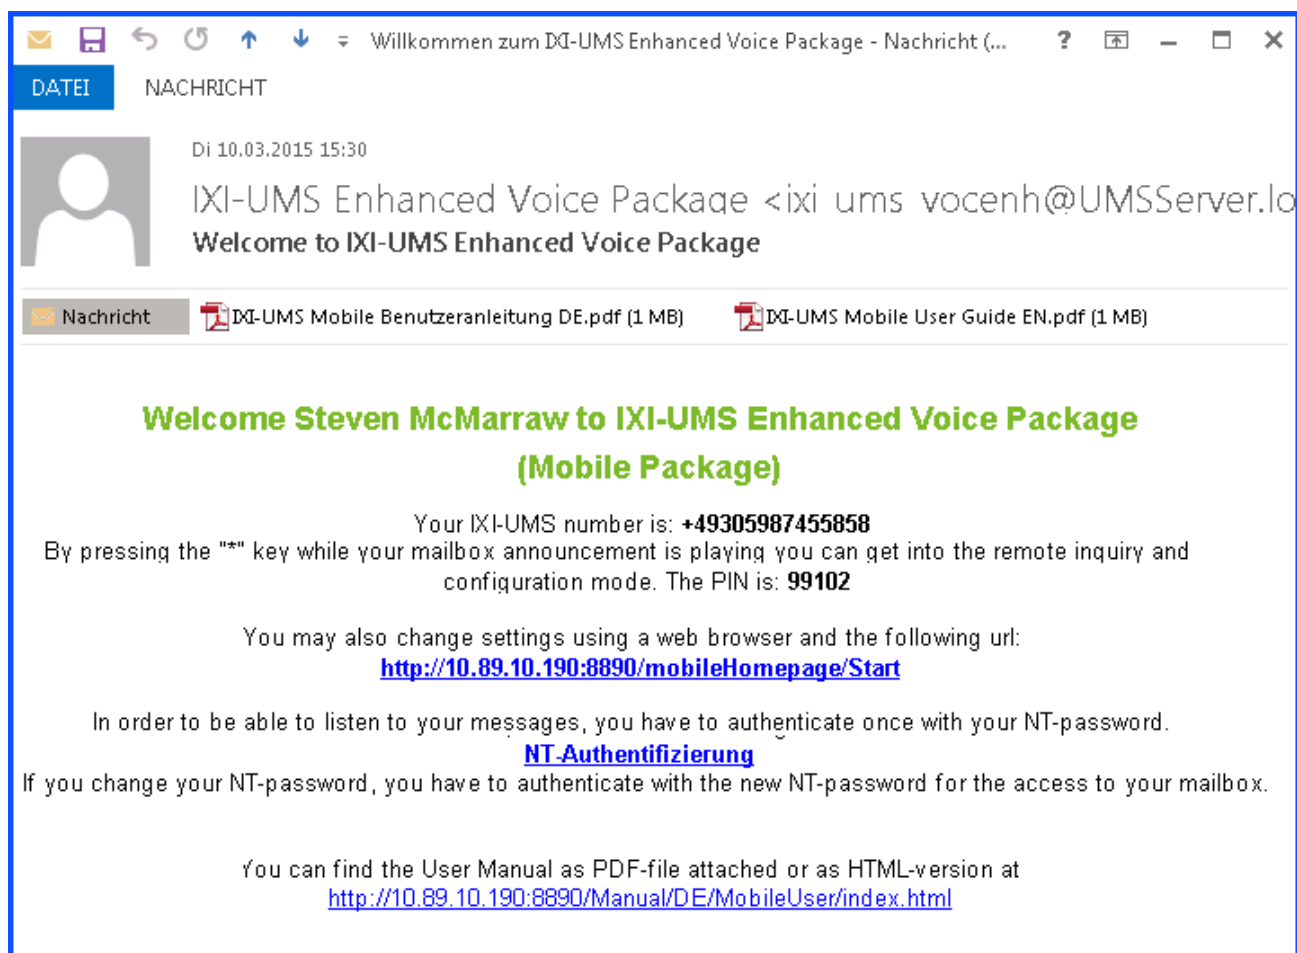 Willkommen zum IXI-UMS Enhanced Voice Package - Nachricht (... ?
DATEI NACHRICHT
Di 10.03.2015 15:30
IXI-UMS Enhanced Voice Package <ixi_ums_vocenh@UMSServer.lo
Welcome to IXI-UMS Enhanced Voice Package
Nachricht IXI-UMS Mobile Benutzeranleitung DE.pdf (1 MB) IXI-UMS Mobile User Guide EN.pdf (1 MB)
Welcome Steven McMarraw to IXI-UMS Enhanced Voice Package
(Mobile Package)
Your IXI-UMS number is: +49305987455858
By pressing the "*" key while your mailbox announcement is playing you can get into the remote inquiry and
configuration mode. The PIN is: 99102
You may also change settings using a web browser and the following url:
http://10.89.10.190:8890/mobileHomepage/Start
In order to be able to listen to your messages, you have to authenticate once with your NT-password.
NT-Authentifizierung
If you change your NT-password, you have to authenticate with the new NT-password for the access to your mailbox.
You can find the User Manual as PDF-file attached or as HTML-version at
http://10.89.10.190:8890/Manual/DE/MobileUser/index.html